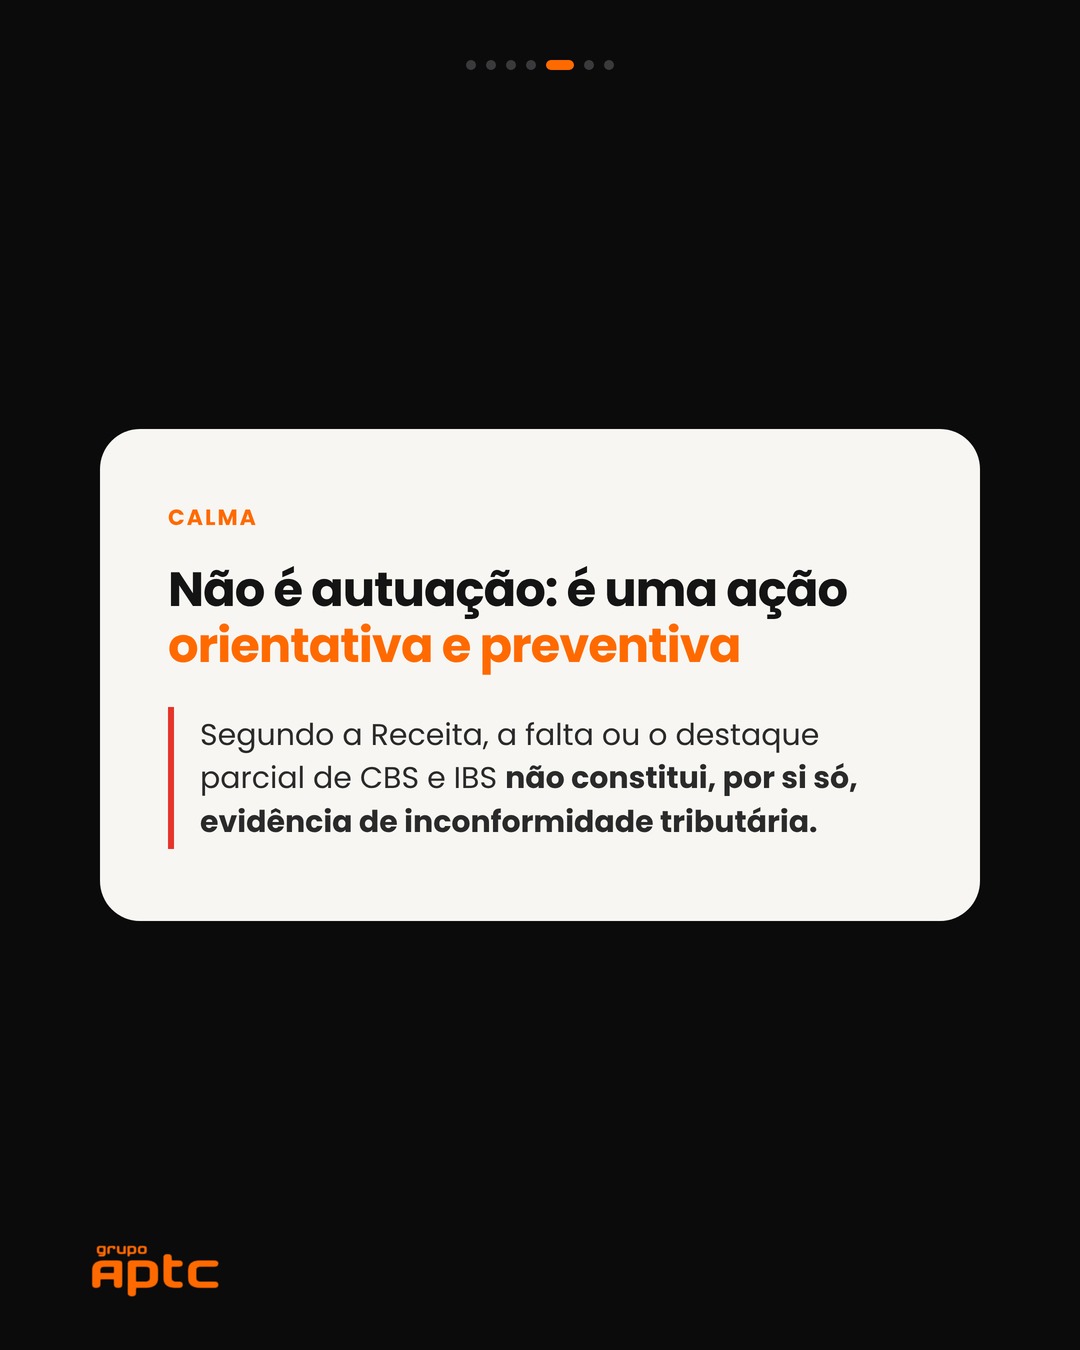 CALMA
Não é autuação: é uma ação
orientativa e preventiva
Segundo a Receita, a falta ou o destaque
parcial de CBS e IBS não constitui, por si só,
evidência de inconformidade tributária.
grupo
Aptc